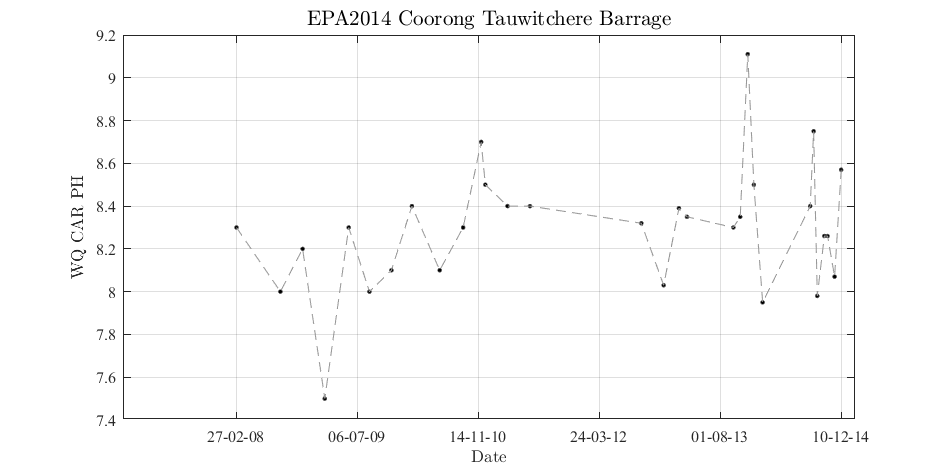 EPA2014 Coorong Tauwitchere Barrage
9.2
9
8.8
8.6
8.4
8.2
8
7.8
7.6
7.4
WQ CAR PH
27-02-08 06-07-09 14-11-10 24-03-12 01-08-13 10-12-14
Date